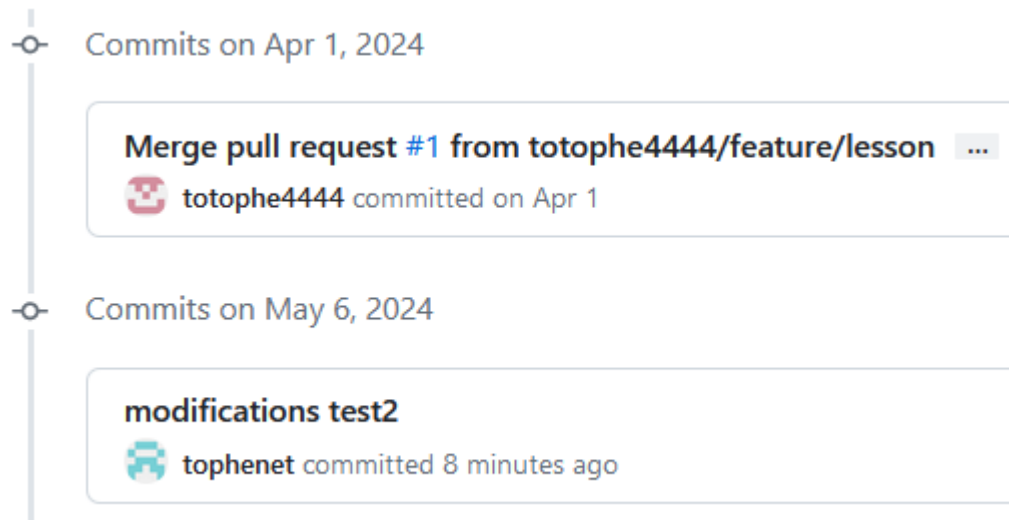 Commits on Apr 1, 2024
Merge pull request #1 from totophe4444/feature/lesson ...
totophe4444 committed on Apr 1
Commits on May 6, 2024
modifications test2
tophenet committed 8 minutes ago